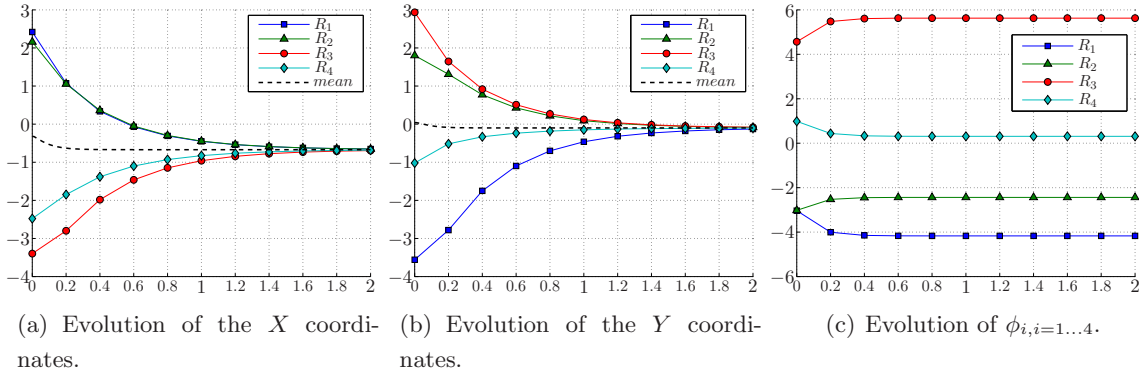 3
2
1
0
−1
−2
−3
−4
0
0.2
0.4
0.6
0.8
1
1.2
1.4
1.6
1.8
2
R1
R2
R3
R4
mean
3
2
1
0
−1
−2
−3
−4
0
0.2
0.4
0.6
0.8
1
1.2
1.4
1.6
1.8
2
R1
R2
R3
R4
mean
6
4
2
0
−2
−4
−6
0
0.2
0.4
0.6
0.8
1
1.2
1.4
1.6
1.8
2
R1
R2
R3
R4
(a) Evolution of the X coordi-
nates.
(b) Evolution of the Y coordi-
nates.
(c) Evolution of ϕi,i=1...4.